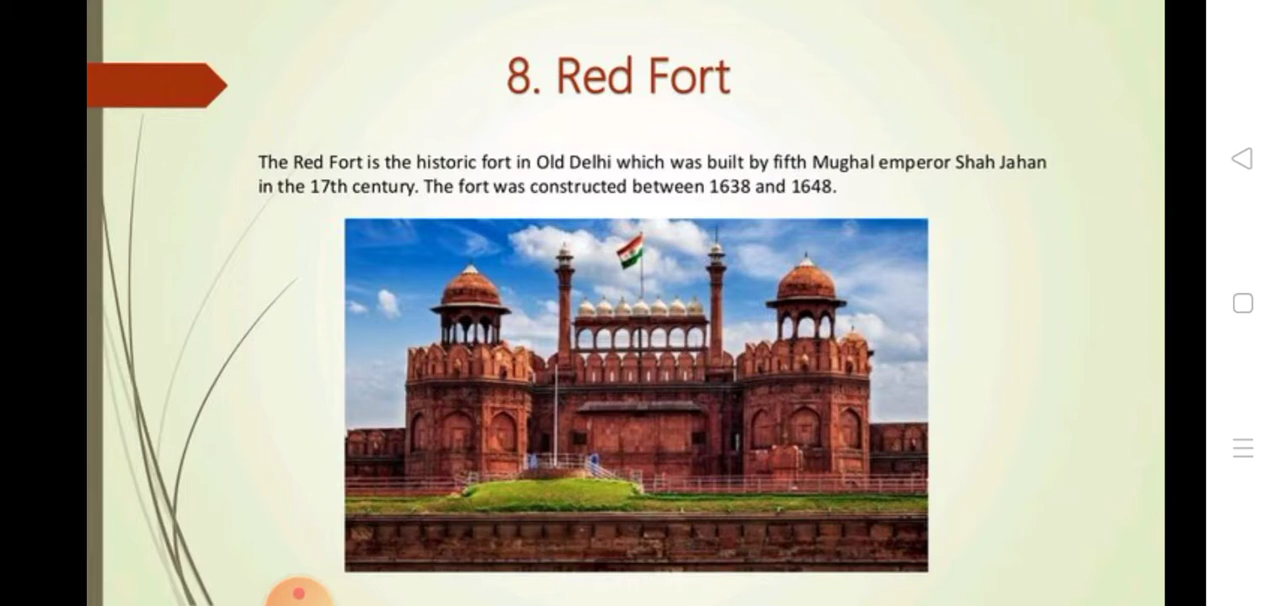 8. Red Fort
The Red Fort is the historic fort in Old Delhi which was built by fifth Mughal emperor Shah Jahan
in the 17th century. The fort was constructed between 1638 and 1648.